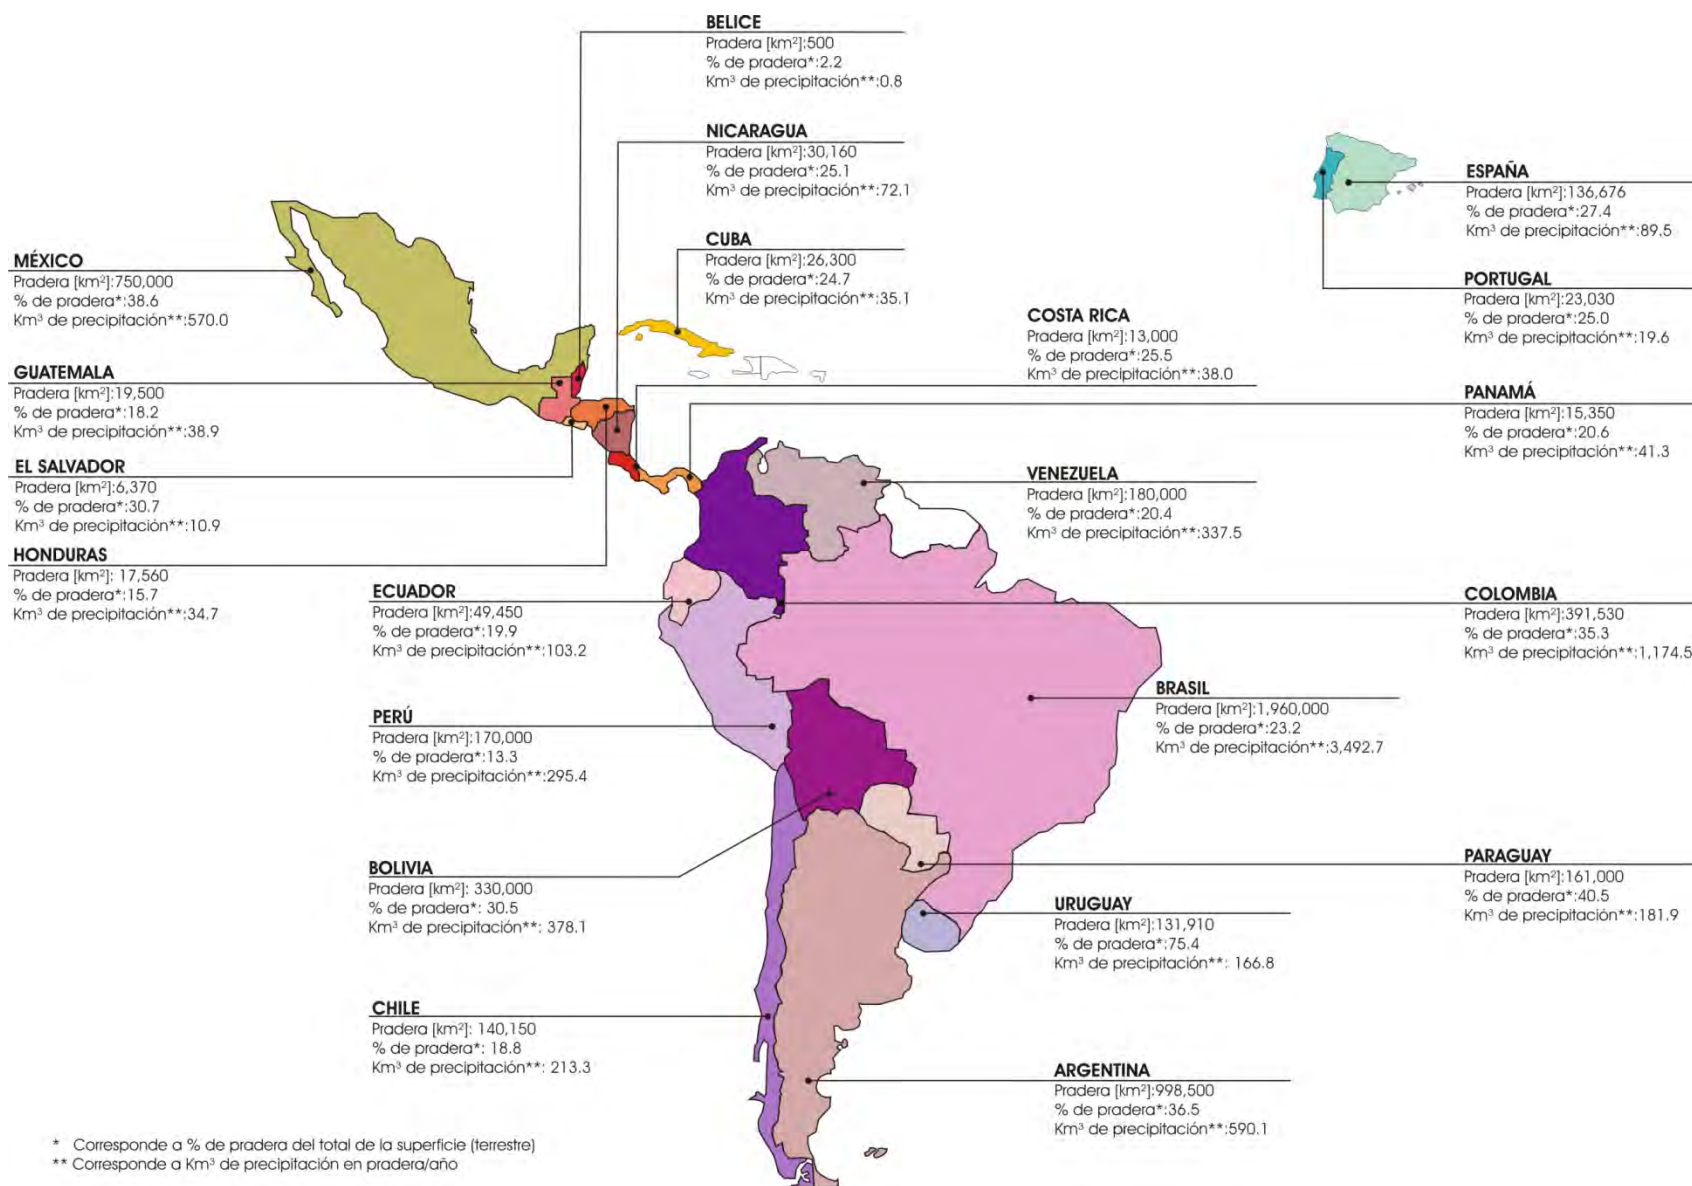 BELICE
Pradera [km²]:500
% de pradera*:2.2
Km³ de precipitación**:0.8
NICARAGUA
Pradera [km²]:30,160
% de pradera*:25.1
Km³ de precipitación**:72.1
CUBA
Pradera [km²]:26,300
% de pradera*:24.7
Km³ de precipitación**:35.1
ESPAÑA
Pradera [km²]:136,676
% de pradera*:27.4
Km³ de precipitación**:89.5
PORTUGAL
Pradera [km²]:23,030
% de pradera*:25.0
Km³ de precipitación**:19.6
MÉXICO
Pradera [km²]:750,000
% de pradera*:38.6
Km³ de precipitación**:570.0
COSTA RICA
Pradera [km²]:13,000
% de pradera*:25.5
Km³ de precipitación**:38.0
GUATEMALA
Pradera [km²]:19,500
% de pradera*:18.2
Km³ de precipitación**:38.9
PANAMÁ
Pradera [km²]:15,350
% de pradera*:20.6
Km³ de precipitación**:41.3
EL SALVADOR
Pradera [km²]:6,370
% de pradera*:30.7
Km³ de precipitación**:10.9
VENEZUELA
Pradera [km²]:180,000
% de pradera*:20.4
Km³ de precipitación**:337.5
HONDURAS
Pradera [km²]: 17,560
% de pradera*:15.7
Km³ de precipitación**:34.7
ECUADOR
Pradera [km²]:49,450
% de pradera*:19.9
Km³ de precipitación**:103.2
COLOMBIA
Pradera [km²]:391,530
% de pradera*:35.3
Km³ de precipitación**:1,174.5
BRASIL
Pradera [km²]:1,960,000
% de pradera*:23.2
Km³ de precipitación**:3,492.7
PERÚ
Pradera [km²]:170,000
% de pradera*:13.3
Km³ de precipitación**:295.4
BOLIVIA
Pradera [km²]: 330,000
% de pradera*: 30.5
Km³ de precipitación**: 378.1
PARAGUAY
Pradera [km²]:161,000
% de pradera*:40.5
Km³ de precipitación**:181.9
URUGUAY
Pradera [km²]:131,910
% de pradera*:75.4
Km³ de precipitación**: 166.8
CHILE
Pradera [km²]: 140,150
% de pradera*: 18.8
Km³ de precipitación**: 213.3
ARGENTINA
Pradera [km²]:998,500
% de pradera*:36.5
Km³ de precipitación**:590.1
* Corresponde a % de pradera del total de la superficie (terrestre)
** Corresponde a Km³ de precipitación en pradera/año